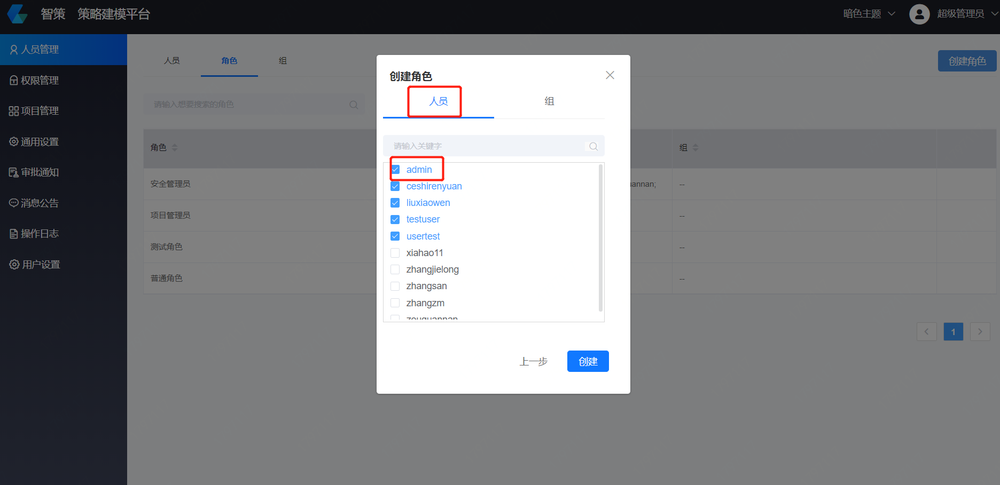 智策 策略建模平台
暗色主题
超级管理员
人员管理
权限管理
项目管理
通用设置
审批通知
消息公告
操作日志
用户设置
人员 角色 组
创建角色
请输入想要搜索的角色
角色
组
安全管理员
uannan; --
项目管理员
--
测试角色
--
普通角色
--
1
创建角色
人员 组
请输入关键字
admin
ceshirenyuan
liuxiaowen
testuser
usertest
xiahao11
zhangjielong
zhangsan
zhangzm
zouquannan
上一步 创建